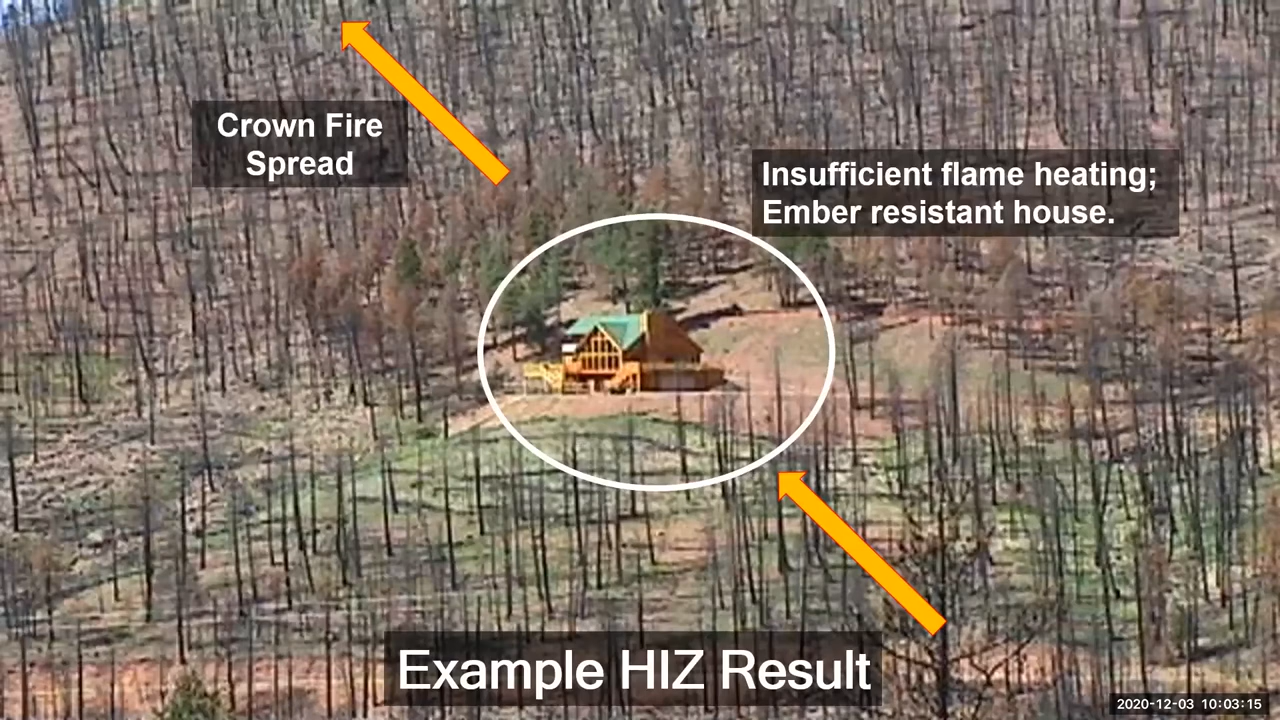 Crown Fire
Spread
Insufficient flame heating;
Ember resistant house.
Example HIZ Result
2020-12-03 10:03:15